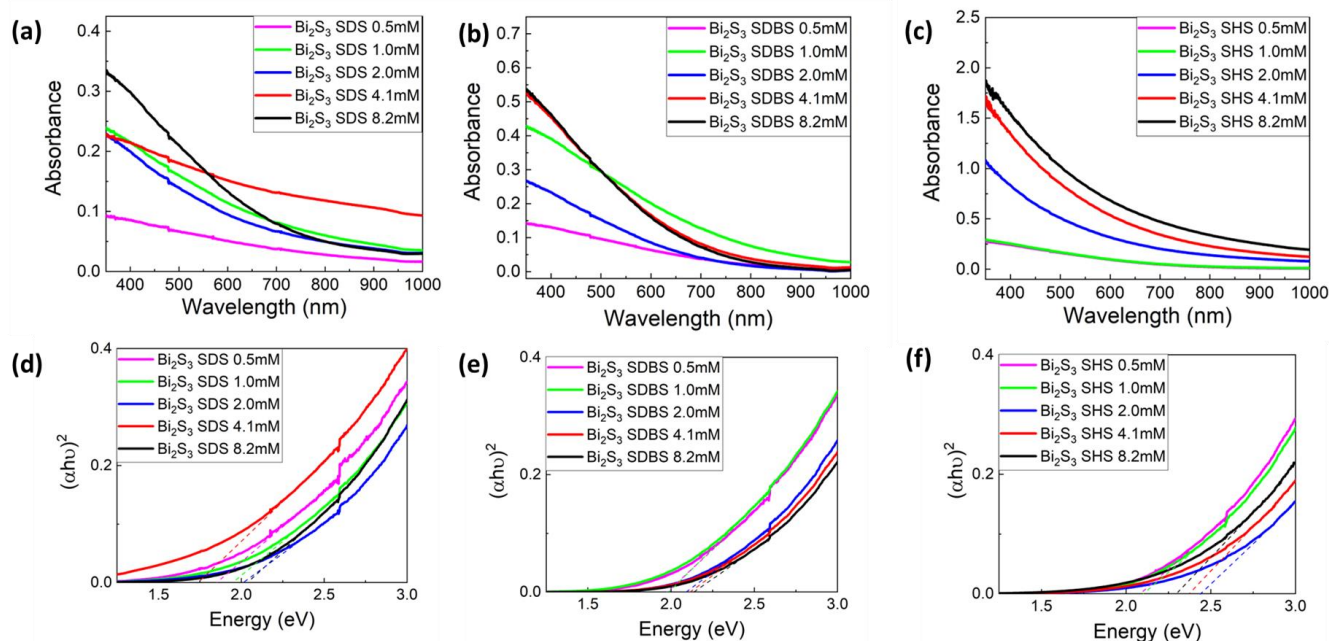 (a)
Bi₂S₃ SDS 0.5mM
Bi₂S₃ SDS 1.0mM
Bi₂S₃ SDS 2.0mM
Bi₂S₃ SDS 4.1mM
Bi₂S₃ SDS 8.2mM
Absorbance
0.4
0.3
0.2
0.1
0.0
400 500 600 700 800 900 1000
Wavelength (nm)
(b)
Bi₂S₃ SDBS 0.5mM
Bi₂S₃ SDBS 1.0mM
Bi₂S₃ SDBS 2.0mM
Bi₂S₃ SDBS 4.1mM
Bi₂S₃ SDBS 8.2mM
Absorbance
0.7
0.6
0.5
0.4
0.3
0.2
0.1
0.0
400 500 600 700 800 900 1000
Wavelength (nm)
(c)
Bi₂S₃ SHS 0.5mM
Bi₂S₃ SHS 1.0mM
Bi₂S₃ SHS 2.0mM
Bi₂S₃ SHS 4.1mM
Bi₂S₃ SHS 8.2mM
Absorbance
2.5
2.0
1.5
1.0
0.5
0.0
400 500 600 700 800 900 1000
Wavelength (nm)
(d)
Bi₂S₃ SDS 0.5mM
Bi₂S₃ SDS 1.0mM
Bi₂S₃ SDS 2.0mM
Bi₂S₃ SDS 4.1mM
Bi₂S₃ SDS 8.2mM
(αhυ)²
0.4
0.2
0.0
1.5 2.0 2.5 3.0
Energy (eV)
(e)
Bi₂S₃ SDBS 0.5mM
Bi₂S₃ SDBS 1.0mM
Bi₂S₃ SDBS 2.0mM
Bi₂S₃ SDBS 4.1mM
Bi₂S₃ SDBS 8.2mM
(αhυ)²
0.4
0.2
0.0
1.5 2.0 2.5 3.0
Energy (eV)
(f)
Bi₂S₃ SHS 0.5mM
Bi₂S₃ SHS 1.0mM
Bi₂S₃ SHS 2.0mM
Bi₂S₃ SHS 4.1mM
Bi₂S₃ SHS 8.2mM
(αhυ)²
0.4
0.2
0.0
1.5 2.0 2.5 3.0
Energy (eV)